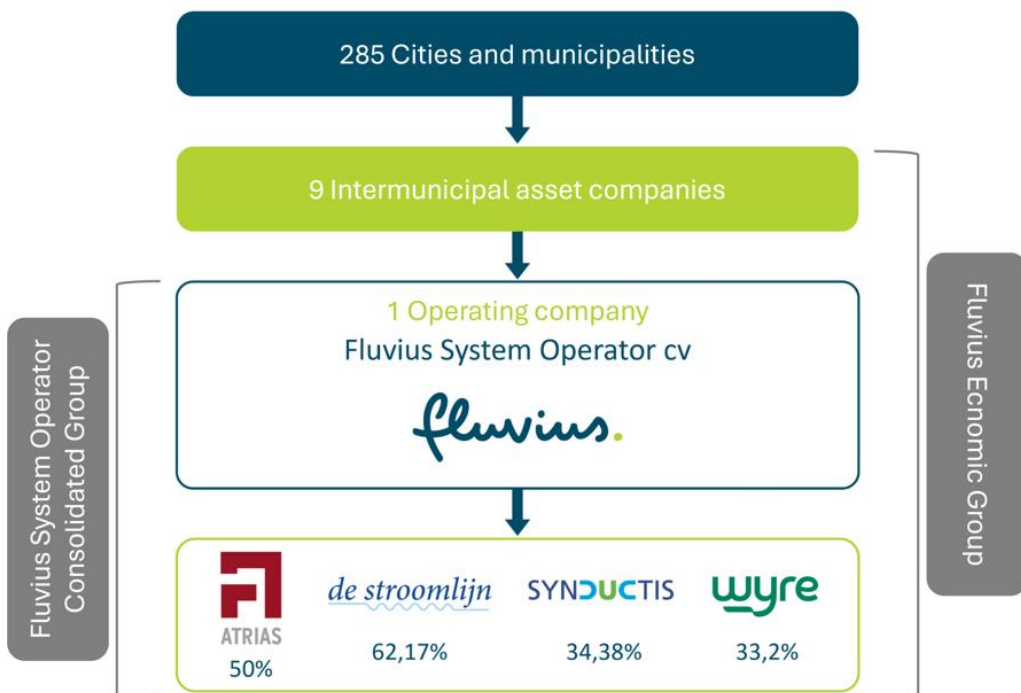 285 Cities and municipalities
9 Intermunicipal asset companies
1 Operating company
Fluvius System Operator cv
fluvius.
Fluvius System Operator
Consolidated Group
Fluvius Ecnomic Group
ATRIAS
50%
de stroomlijn
62,17%
SYNDUCTIS
34,38%
wyre
33,2%